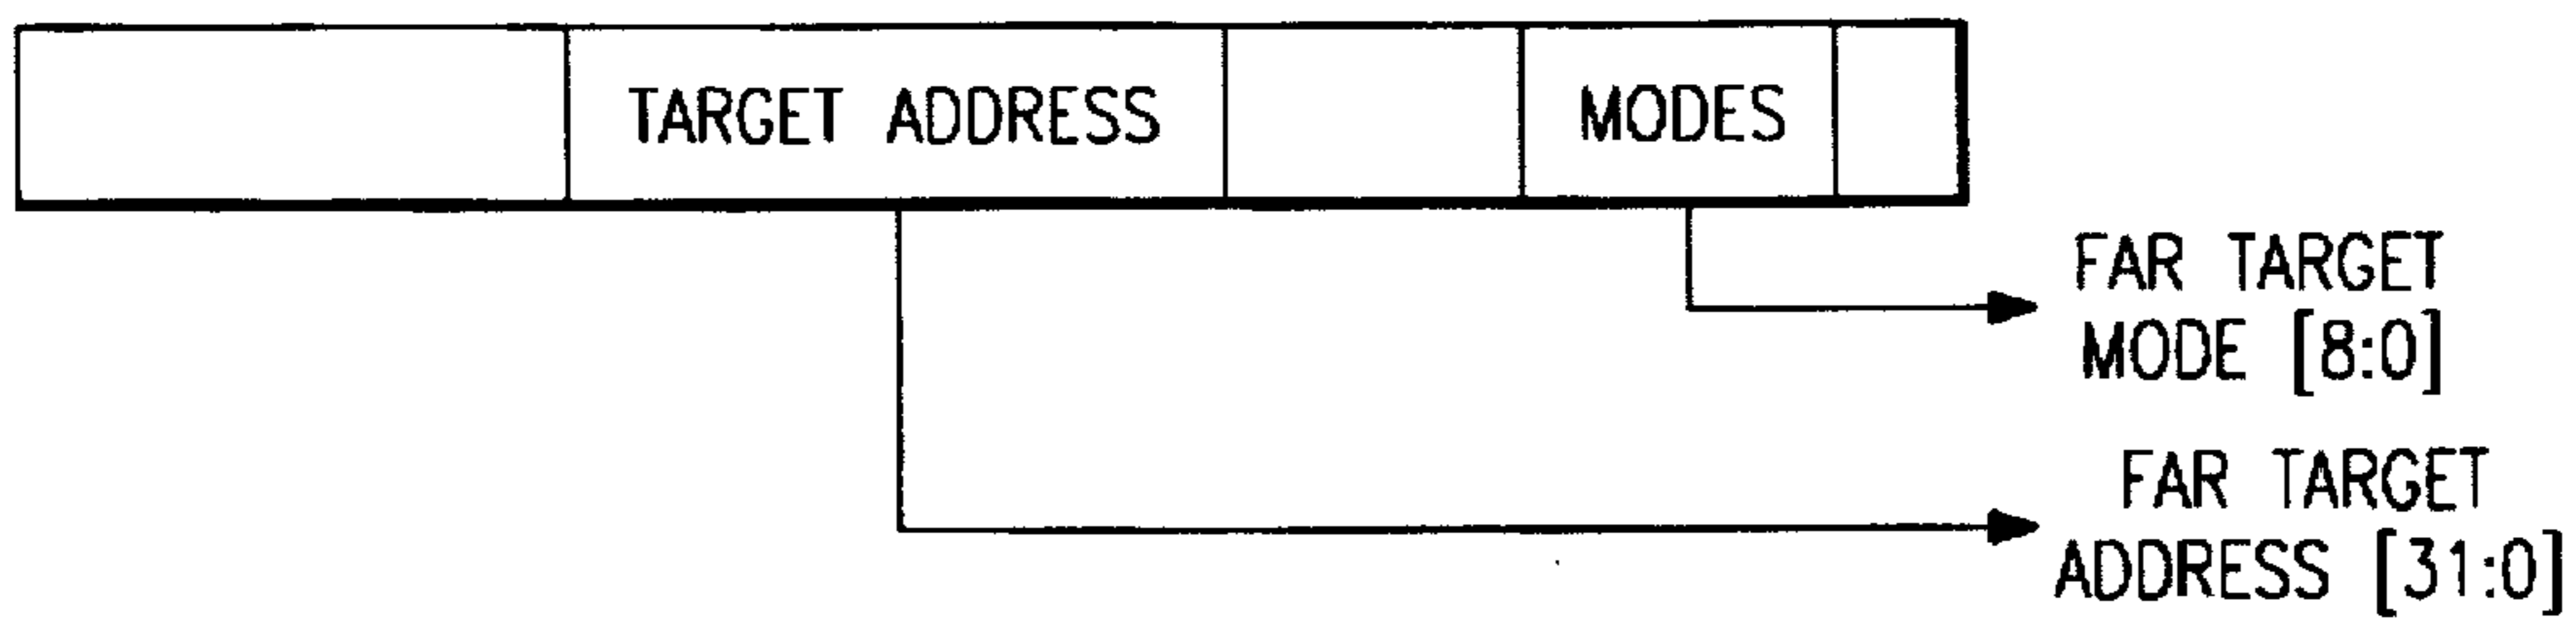 TARGET ADDRESS
MODES
FAR TARGET
MODE [8:0]
FAR TARGET
ADDRESS [31:0]